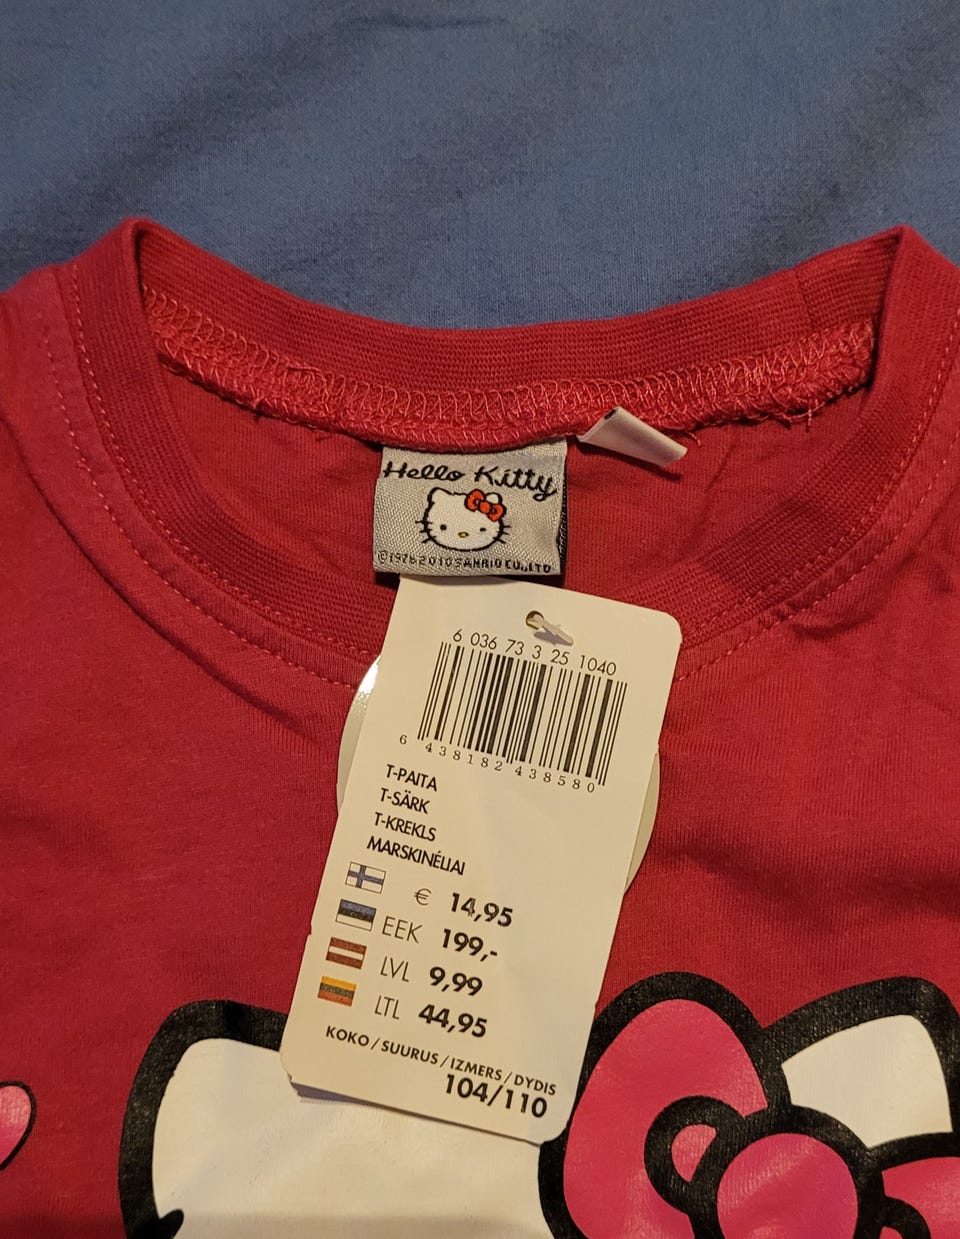 Hello Kitty
©1976 2010 SANRIO CO., LTD
6 036 73 3 25 1040
6 438182 438580
T-PAITA
T-SÄRK
T-KREKLS
MARSKINÉLIAI
€ 14,95
EEK 199,-
LVL 9,99
LTL 44,95
KOKO / SUURUS / IZMERS / DYDIS
104/110